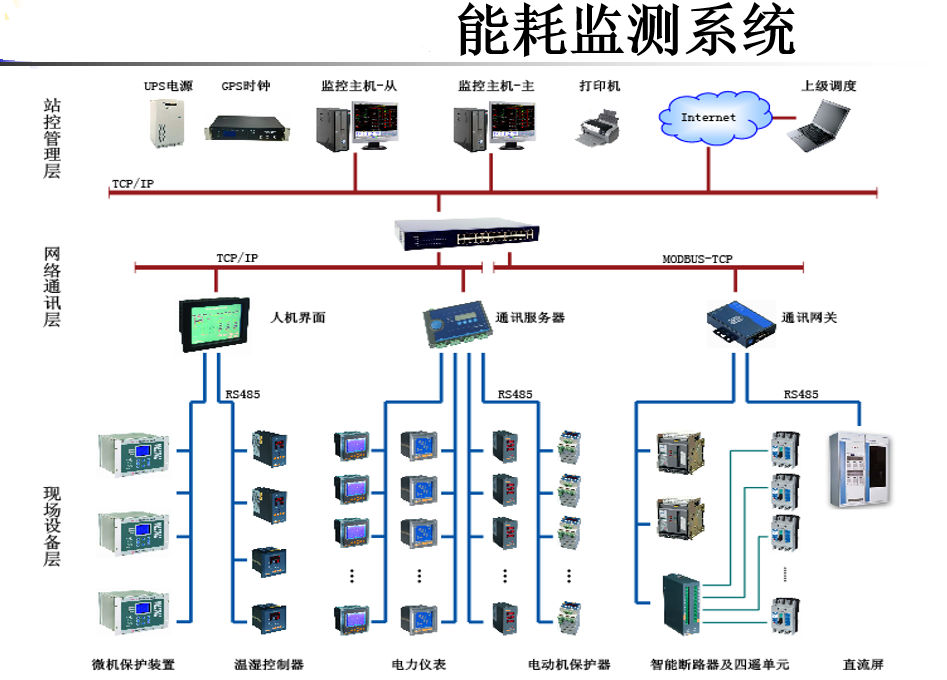 能耗监测系统
UPS电源 GPS时钟 监控主机-从 监控主机-主 打印机 上级调度
站控管理层
Internet
TCP/IP
网络通讯层
TCP/IP MODBUS-TCP
人机界面 通讯服务器 通讯网关
RS485 RS485 RS485
现场设备层
微机保护装置 温湿控制器 电力仪表 电动机保护器 智能断路器及四遥单元 直流屏